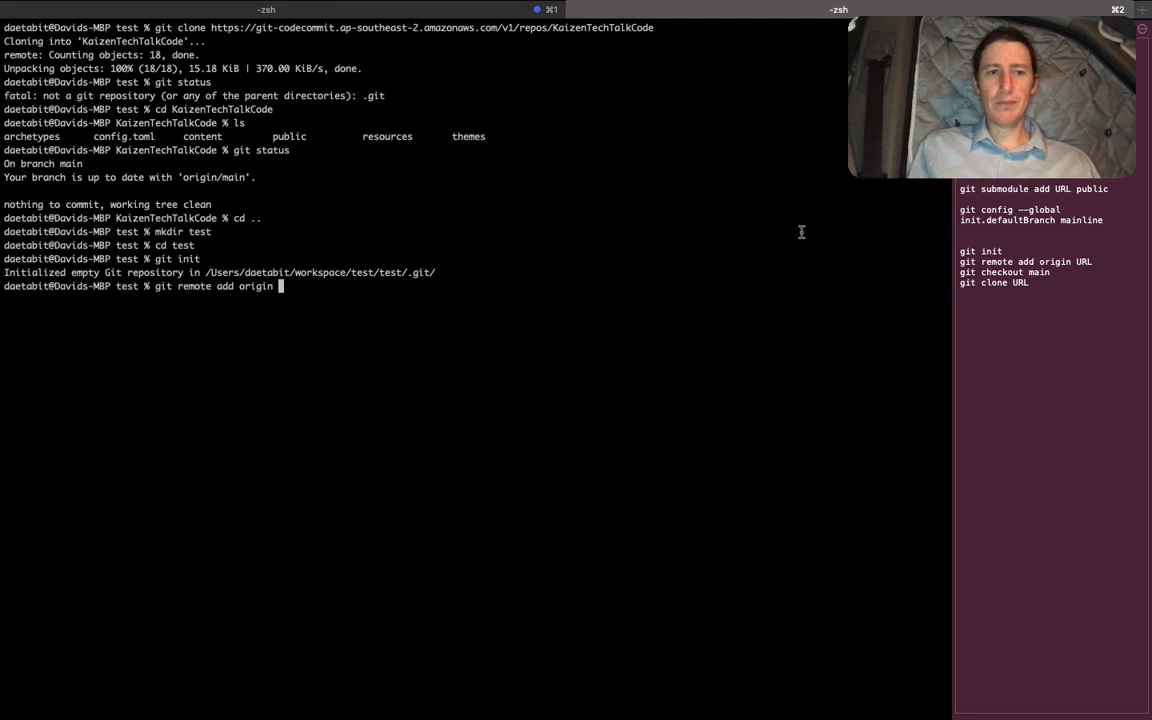 -zsh
⌘1
-zsh
⌘2
daetabit@Davids-MBP test % git clone https://git-codecommit.ap-southeast-2.amazonaws.com/v1/repos/KaizenTechTalkCode
Cloning into 'KaizenTechTalkCode'...
remote: Counting objects: 18, done.
Unpacking objects: 100% (18/18), 15.18 KiB | 370.00 KiB/s, done.
daetabit@Davids-MBP test % git status
fatal: not a git repository (or any of the parent directories): .git
daetabit@Davids-MBP test % cd KaizenTechTalkCode
daetabit@Davids-MBP KaizenTechTalkCode % ls
archetypes config.toml content public resources themes
daetabit@Davids-MBP KaizenTechTalkCode % git status
On branch main
Your branch is up to date with 'origin/main'.
nothing to commit, working tree clean
daetabit@Davids-MBP KaizenTechTalkCode % cd ..
daetabit@Davids-MBP test % mkdir test
daetabit@Davids-MBP test % cd test
daetabit@Davids-MBP test % git init
Initialized empty Git repository in /Users/daetabit/workspace/test/test/.git/
daetabit@Davids-MBP test % git remote add origin
git submodule add URL public
git config --global
init.defaultBranch mainline
git init
git remote add origin URL
git checkout main
git clone URL